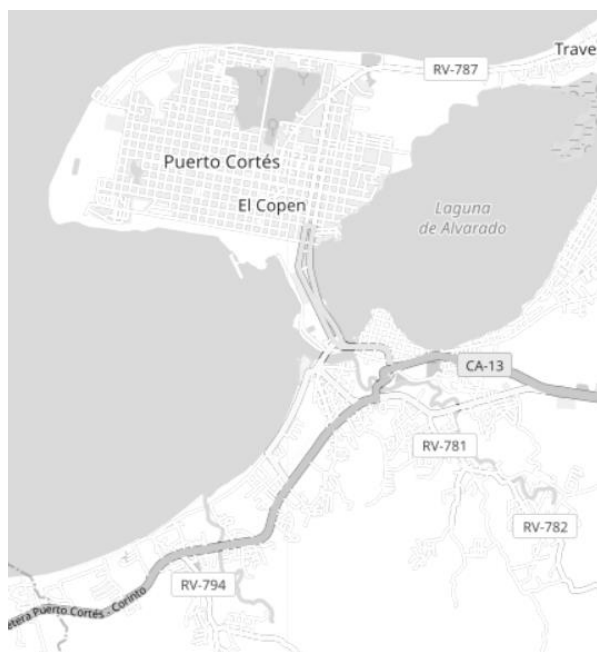 Trave
RV-787
Puerto Cortés
El Copen
Laguna
de Alvarado
CA-13
RV-781
RV-782
RV-794
etera Puerto Cortés - Corinto